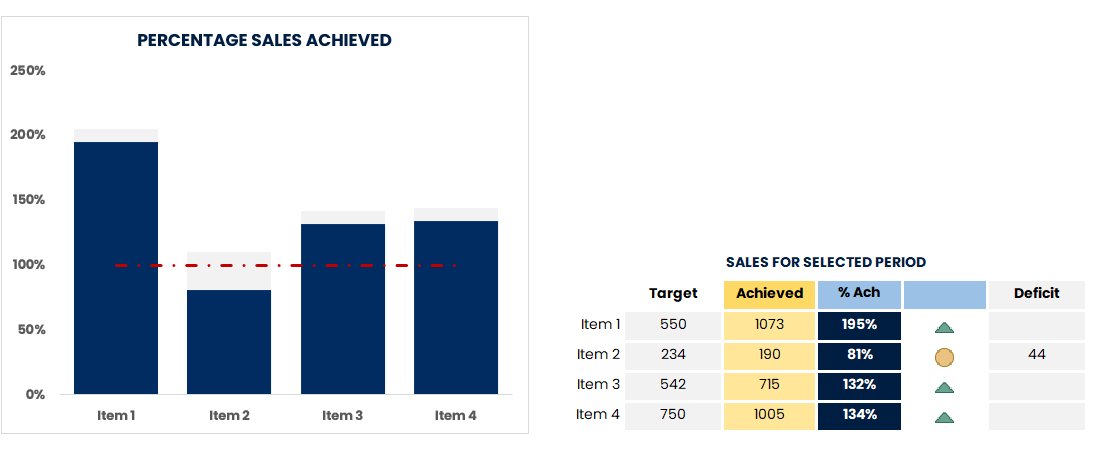 PERCENTAGE SALES ACHIEVED
250%
200%
150%
100%
50%
0%
Item 1 Item 2 Item 3 Item 4
SALES FOR SELECTED PERIOD
Target Achieved % Ach Deficit
Item 1 550 1073 195%
Item 2 234 190 81% 44
Item 3 542 715 132%
Item 4 750 1005 134%